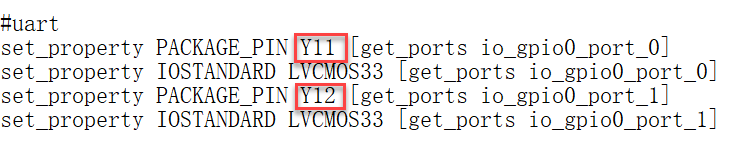 #uart
set_property PACKAGE_PIN Y11 [get_ports io_gpio0_port_0]
set_property IOSTANDARD LVCMOS33 [get_ports io_gpio0_port_0]
set_property PACKAGE_PIN Y12 [get_ports io_gpio0_port_1]
set_property IOSTANDARD LVCMOS33 [get_ports io_gpio0_port_1]